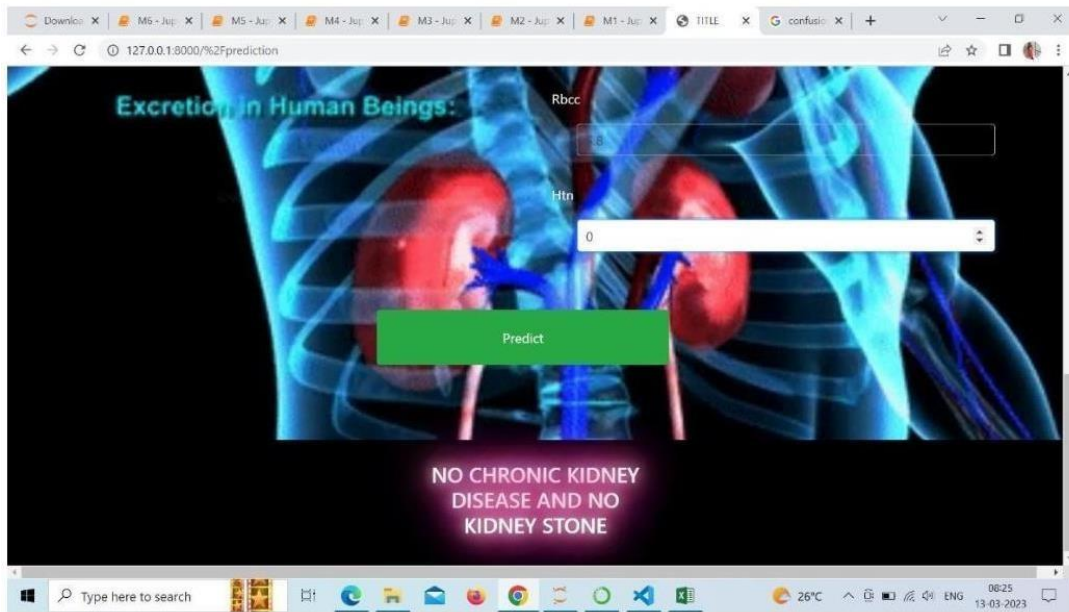 Downloa
M6 - Jup
M5 - Jup
M4 - Jup
M3 - Jup
M2 - Jup
M1 - Jup
TITLE
confusio
127.0.0.1:8000/%2Fprediction
Excretion in Human Beings:
Rbcc
Htn
0
Predict
NO CHRONIC KIDNEY
DISEASE AND NO
KIDNEY STONE
Type here to search
26°C
ENG
08:25
13-03-2023